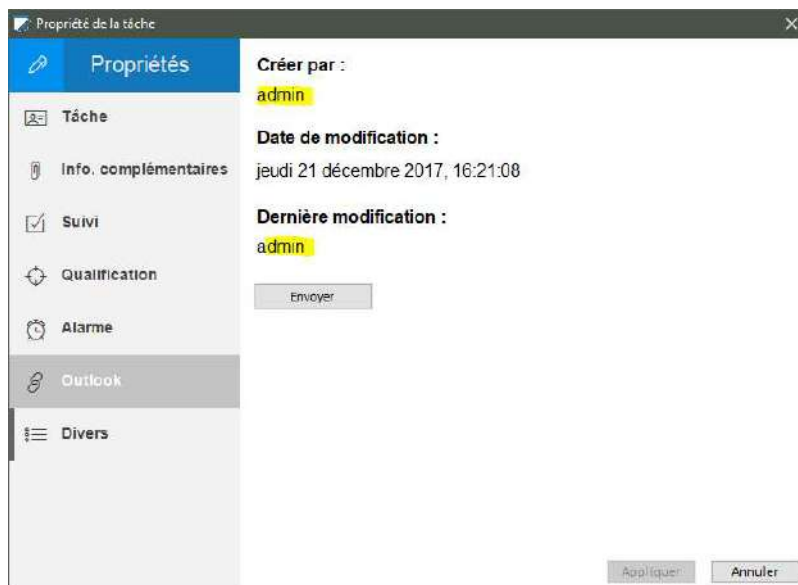 Propriété de la tâche
Propriétés
Tâche
Info. complémentaires
Suivi
Qualification
Alarme
Outlook
Divers
Créer par :
admin
Date de modification :
jeudi 21 décembre 2017, 16:21:08
Dernière modification :
admin
Envoyer
Appliquer
Annuler